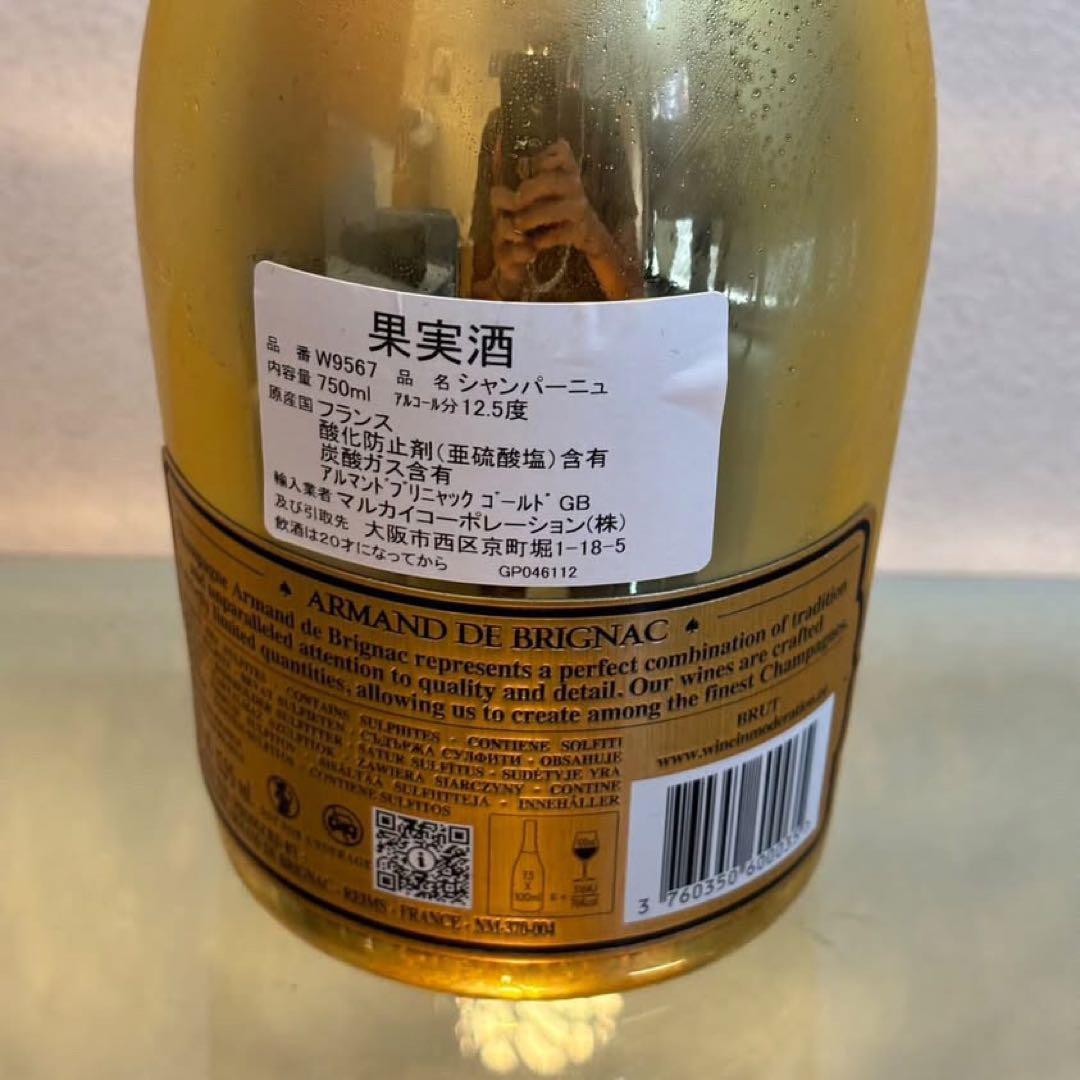 果実酒
品 番 W9567 品 名 シャンパーニュ
内容量 750ml アルコール分 12.5度
原産国 フランス
酸化防止剤(亜硫酸塩)含有
炭酸ガス含有
アルマンドブリニャック ゴールド GB
輸入業者 マルカイコーポレーション(株)
及び引取先 大阪市西区京町堀1-18-5
飲酒は20才になってから GP046112
ARMAND DE BRIGNAC
Armand de Brignac represents a perfect combination of tradition
and unparalleled attention to quality and detail. Our wines are crafted
limited quantities, allowing us to create among the finest Champagnes.
BRUT
CONTAINS SULPHITES - CONTIENE SOLFITI
СЪДЪРЖА СУЛФИТИ - OBSAHUJE
SATUR SULFITUS - SUDĖTYJE YRA
ZAWIERA SIARCZYNY - CONTINE
SULFIITTEJA - INNEHÅLLER
CONTIENE SULFITOS
7.5
X
100ml
REIMS - FRANCE - NM-370-004
3 760350 600035